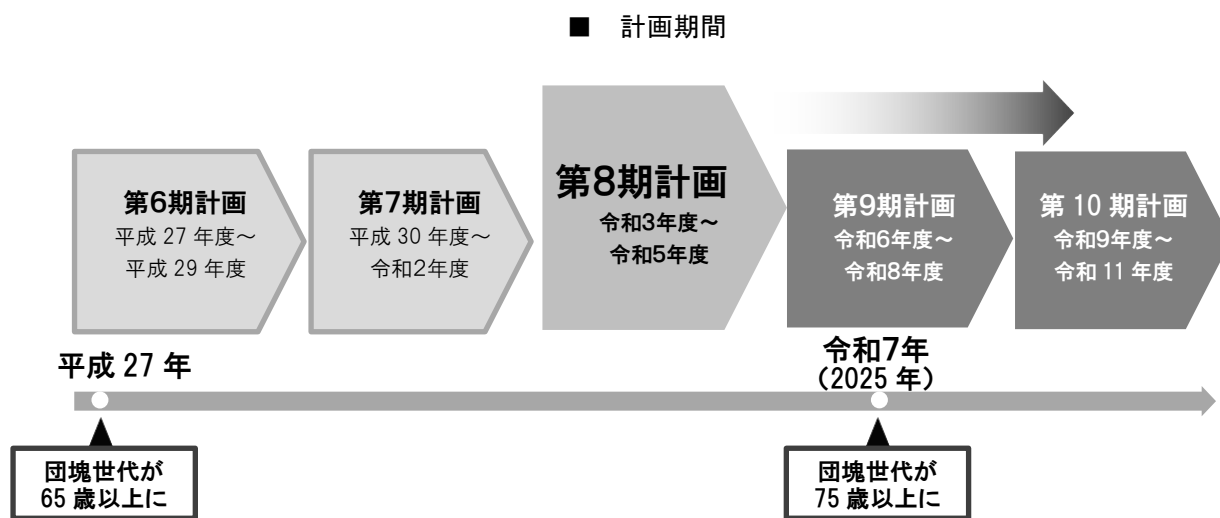 ■ 計画期間
第6期計画
平成 27 年度～
平成 29 年度
第7期計画
平成 30 年度～
令和2年度
第8期計画
令和3年度～
令和5年度
第9期計画
令和6年度～
令和8年度
第 10 期計画
令和9年度～
令和 11 年度
平成 27 年
令和7年
（2025 年）
団塊世代が
65 歳以上に
団塊世代が
75 歳以上に